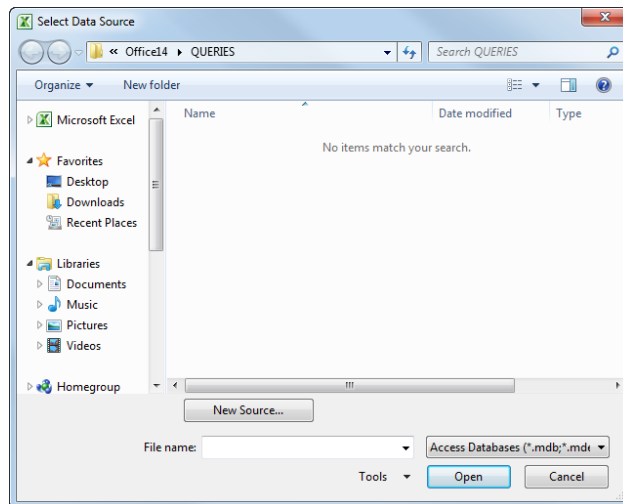 Select Data Source
« Office14 QUERIES
Search QUERIES
Organize New folder
Name Date modified Type
No items match your search.
Microsoft Excel
Favorites
Desktop
Downloads
Recent Places
Libraries
Documents
Music
Pictures
Videos
Homegroup
New Source...
File name: Access Databases (*.mdb;*.mde
Tools Open Cancel